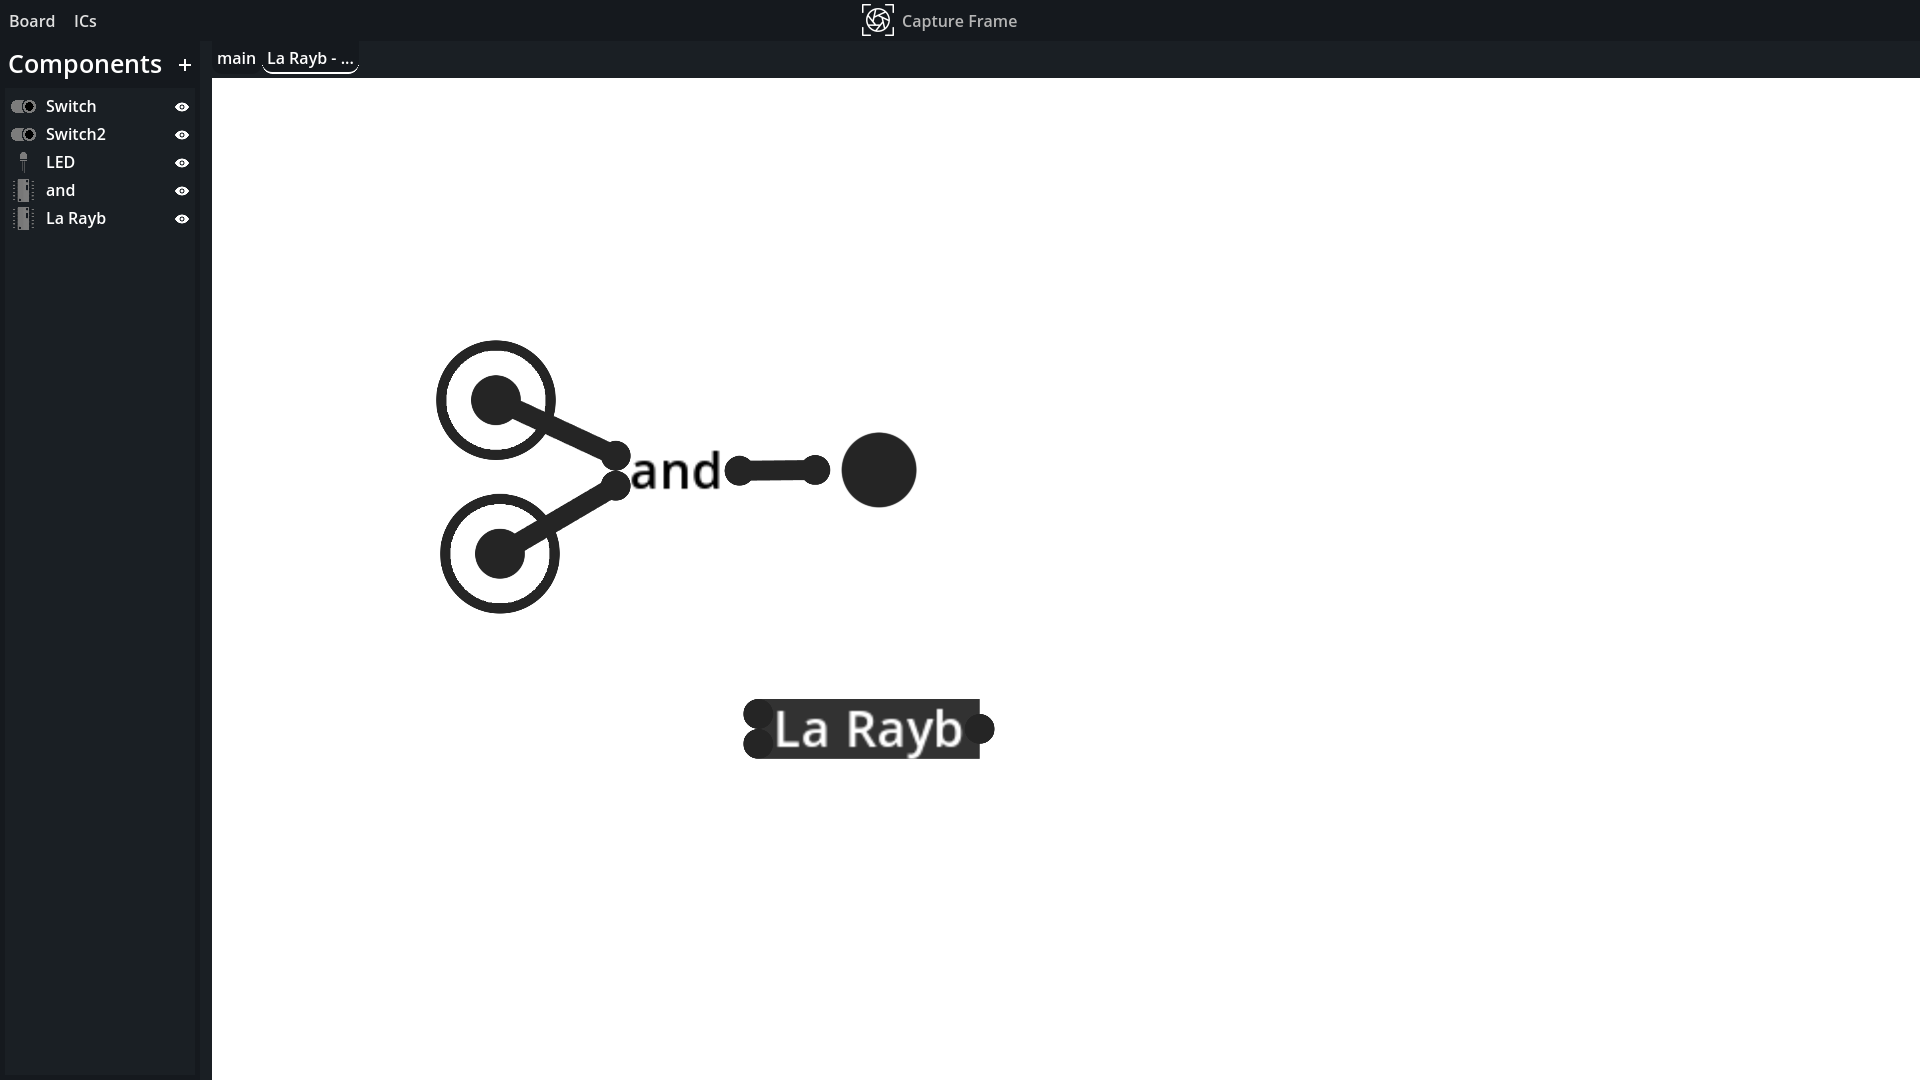 Board ICs
Capture Frame
Components +
main La Rayb - ...
Switch
Switch2
LED
and
La Rayb
and
La Rayb